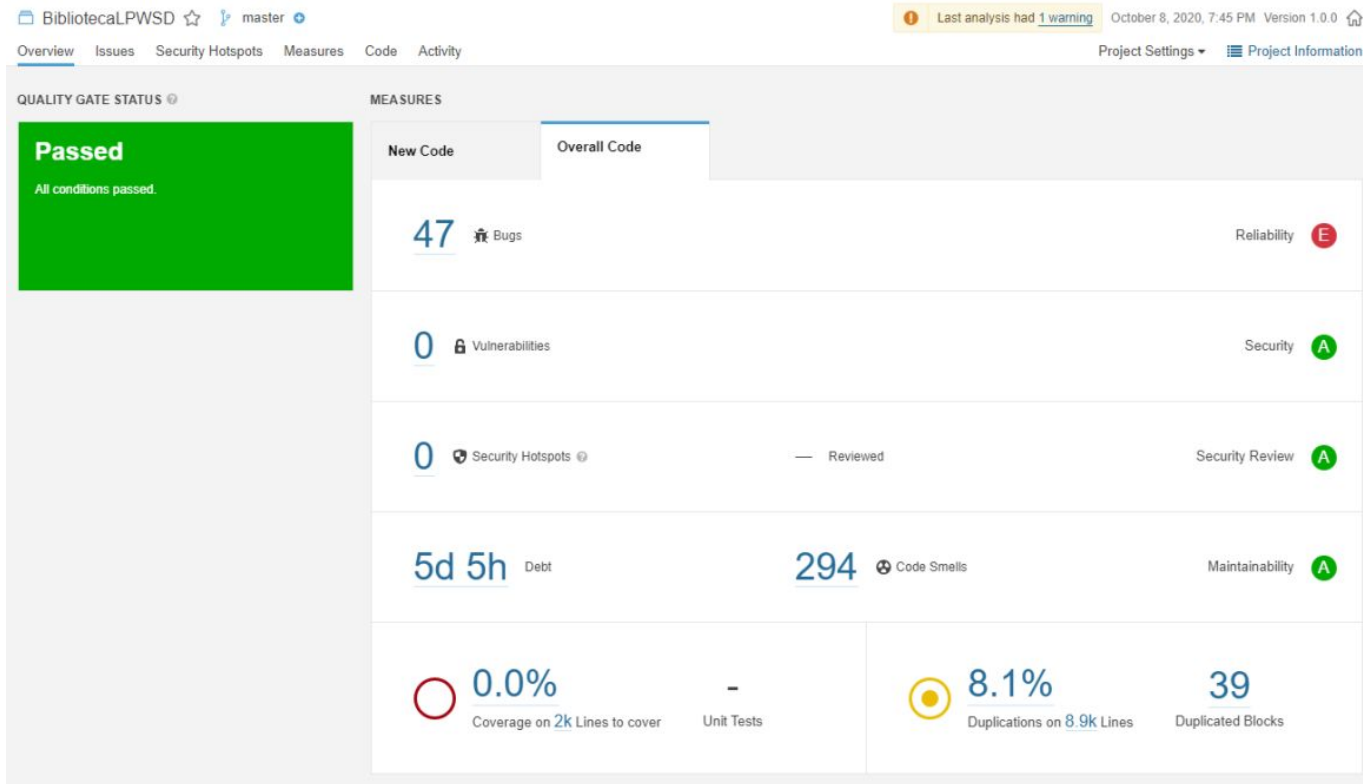 BibliotecaLPWSD master Last analysis had 1 warning October 8, 2020, 7:45 PM Version 1.0.0
Overview Issues Security Hotspots Measures Code Activity Project Settings Project Information
QUALITY GATE STATUS
Passed
All conditions passed.
MEASURES
New Code Overall Code
47 Bugs Reliability E
0 Vulnerabilities Security A
0 Security Hotspots — Reviewed Security Review A
5d 5h Debt 294 Code Smells Maintainability A
0.0% - 8.1% 39
Coverage on 2k Lines to cover Unit Tests Duplications on 8.9k Lines Duplicated Blocks